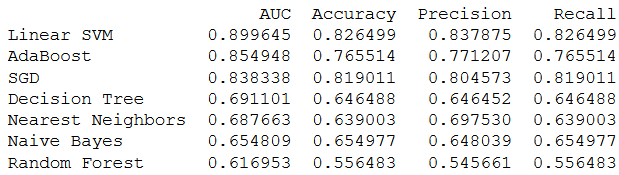 AUC Accuracy Precision Recall
Linear SVM 0.899645 0.826499 0.837875 0.826499
AdaBoost 0.854948 0.765514 0.771207 0.765514
SGD 0.838338 0.819011 0.804573 0.819011
Decision Tree 0.691101 0.646488 0.646452 0.646488
Nearest Neighbors 0.687663 0.639003 0.697530 0.639003
Naive Bayes 0.654809 0.654977 0.648039 0.654977
Random Forest 0.616953 0.556483 0.545661 0.556483